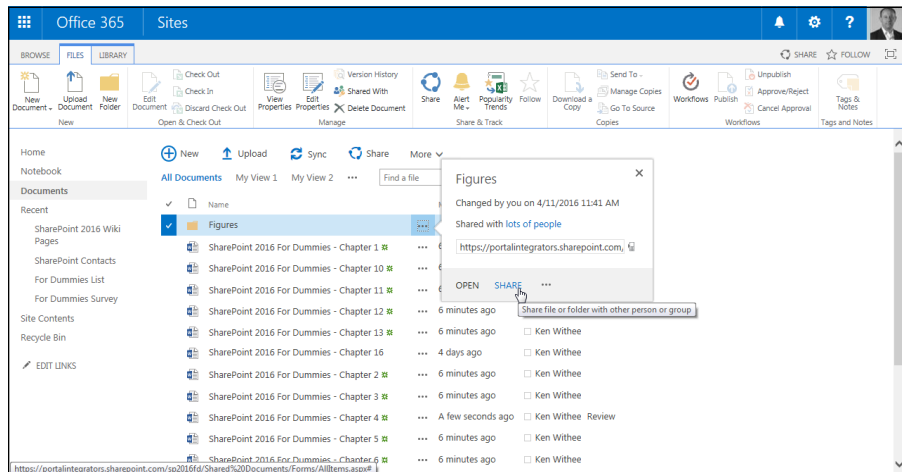 Office 365 Sites ?
BROWSE FILES LIBRARY SHARE FOLLOW
New Document
Upload Document
New Folder
New
Edit Document
Check Out
Check In
Discard Check Out
Open & Check Out
View Properties
Edit Properties
Version History
Shared With
Delete Document
Manage
Share
Alert Me
Popularity Trends
Follow
Share & Track
Download a Copy
Send To
Manage Copies
Go To Source
Copies
Workflows
Publish
Unpublish
Approve/Reject
Cancel Approval
Workflows
Tags & Notes
Tags and Notes
Home
Notebook
Documents
Recent
SharePoint 2016 Wiki
Pages
SharePoint Contacts
For Dummies List
For Dummies Survey
Site Contents
Recycle Bin
EDIT LINKS
New Upload Sync Share More
All Documents My View 1 My View 2 ••• Find a file
Name
Figures •••
SharePoint 2016 For Dummies - Chapter 1 ••• 6
SharePoint 2016 For Dummies - Chapter 10 ••• 6
SharePoint 2016 For Dummies - Chapter 11 ••• 6
SharePoint 2016 For Dummies - Chapter 12 ••• 6 minutes ago
SharePoint 2016 For Dummies - Chapter 13 ••• 6 minutes ago Ken Withee
SharePoint 2016 For Dummies - Chapter 16 ••• 4 days ago Ken Withee
SharePoint 2016 For Dummies - Chapter 2 ••• 6 minutes ago Ken Withee
SharePoint 2016 For Dummies - Chapter 3 ••• 6 minutes ago Ken Withee
SharePoint 2016 For Dummies - Chapter 4 ••• A few seconds ago Ken Withee Review
SharePoint 2016 For Dummies - Chapter 5 ••• 6 minutes ago Ken Withee
SharePoint 2016 For Dummies - Chapter 6 ••• 6 minutes ago Ken Withee
Figures
Changed by you on 4/11/2016 11:41 AM
Shared with lots of people
https://portalintegrators.sharepoint.com,
OPEN SHARE •••
Share file or folder with other person or group
https://portalintegrators.sharepoint.com/sp2016fd/Shared%20Documents/Forms/AllItems.aspx#